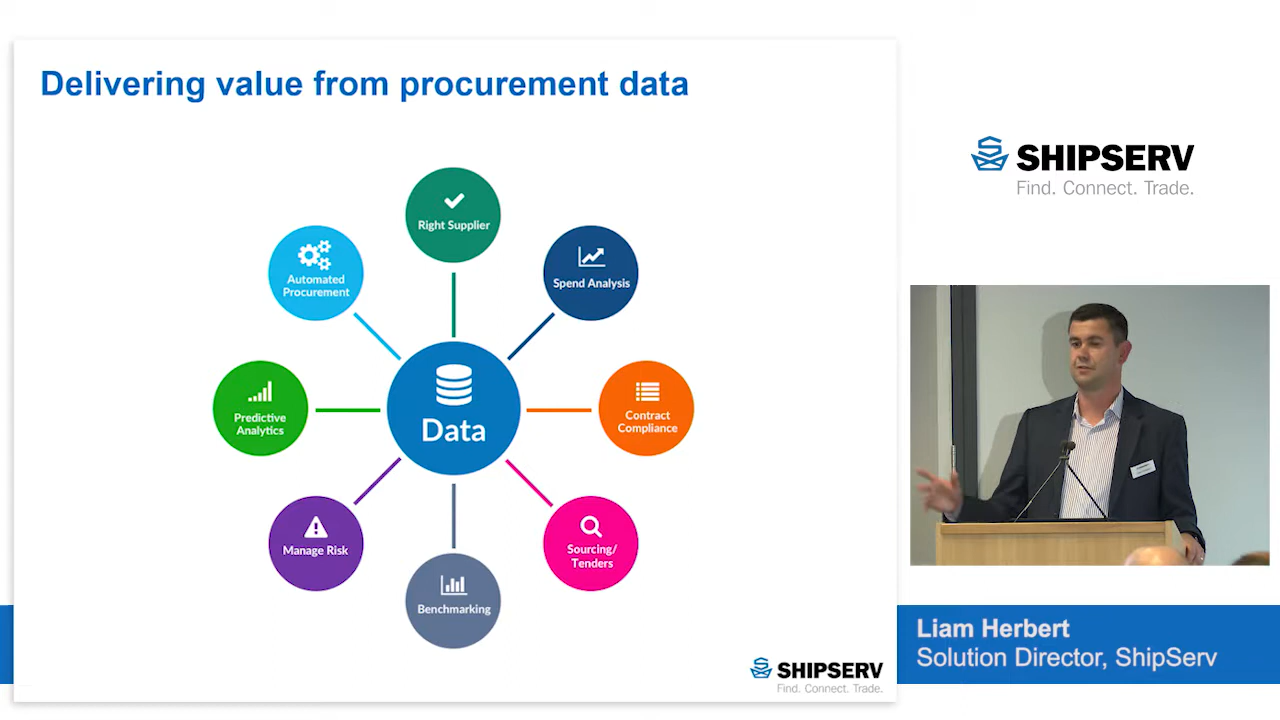 Delivering value from procurement data
Right Supplier
Automated
Procurement
Spend Analysis
Predictive
Analytics
Data
Contract
Compliance
Manage Risk
Sourcing/
Tenders
Benchmarking
SHIPSERV
Find. Connect. Trade.
SHIPSERV
Find. Connect. Trade.
Liam Herbert
Solution Director, ShipServ